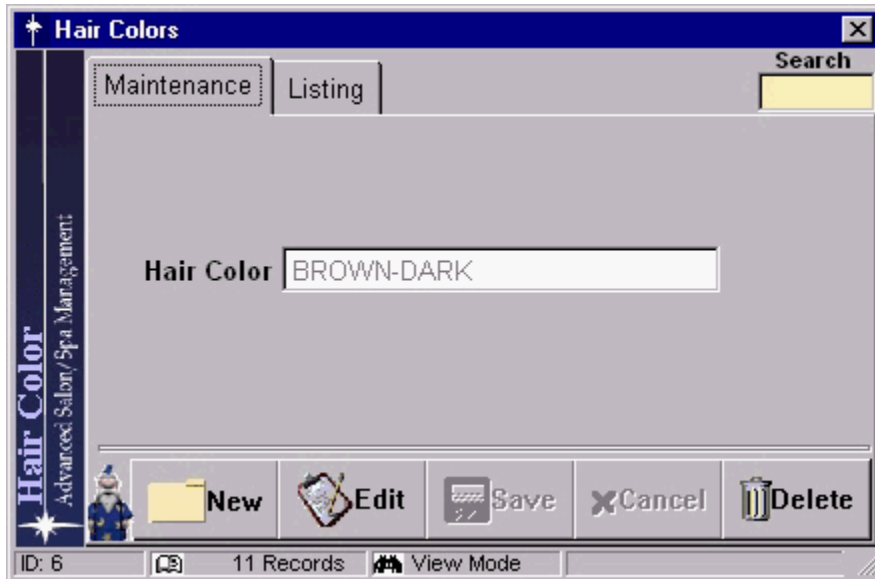 Hair Colors
Search
Maintenance
Listing
Hair Color
Advanced Salon/Spa Management
Hair Color BROWN-DARK
New Edit Save Cancel Delete
ID: 6 11 Records View Mode